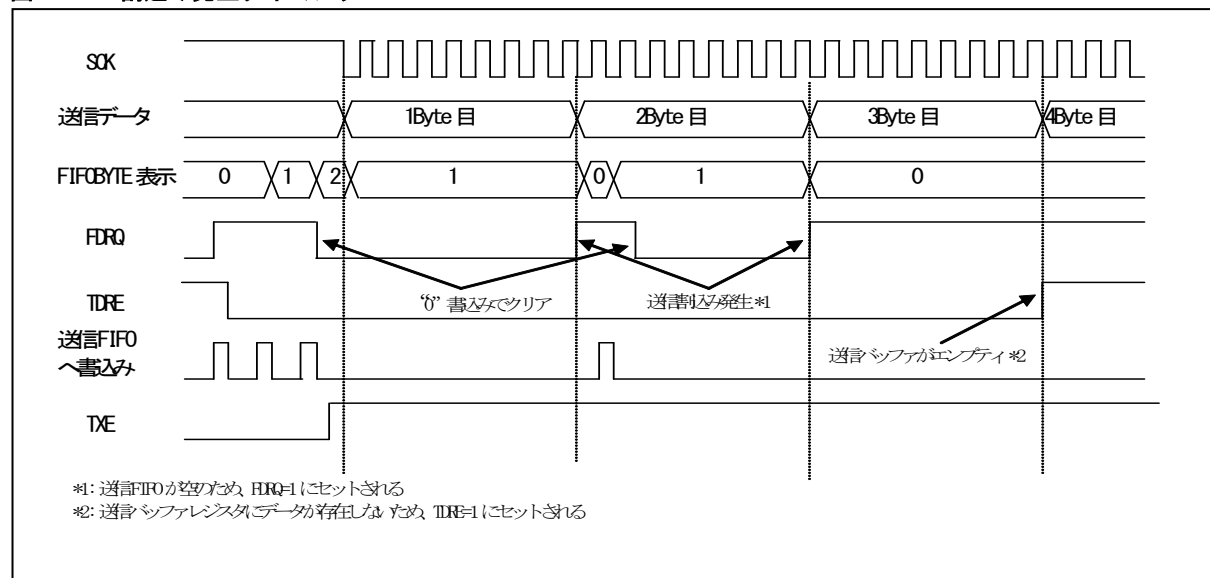 SCK
送信データ 1Byte 目 2Byte 目 3Byte 目 4Byte 目
FIFOBYTE 表示 0 1 2 1 0 1 0
FDRQ
"0" 書込みでクリア 送信割込み発生*1
TDRE
送信FIFO
へ書込み
送信バッファがエンプティ*2
TXE
*1: 送信FIFOが空のため、FDRQ=1にセットされる
*2: 送信バッファレジスタにデータが存在しないため、TDRE=1にセットされる